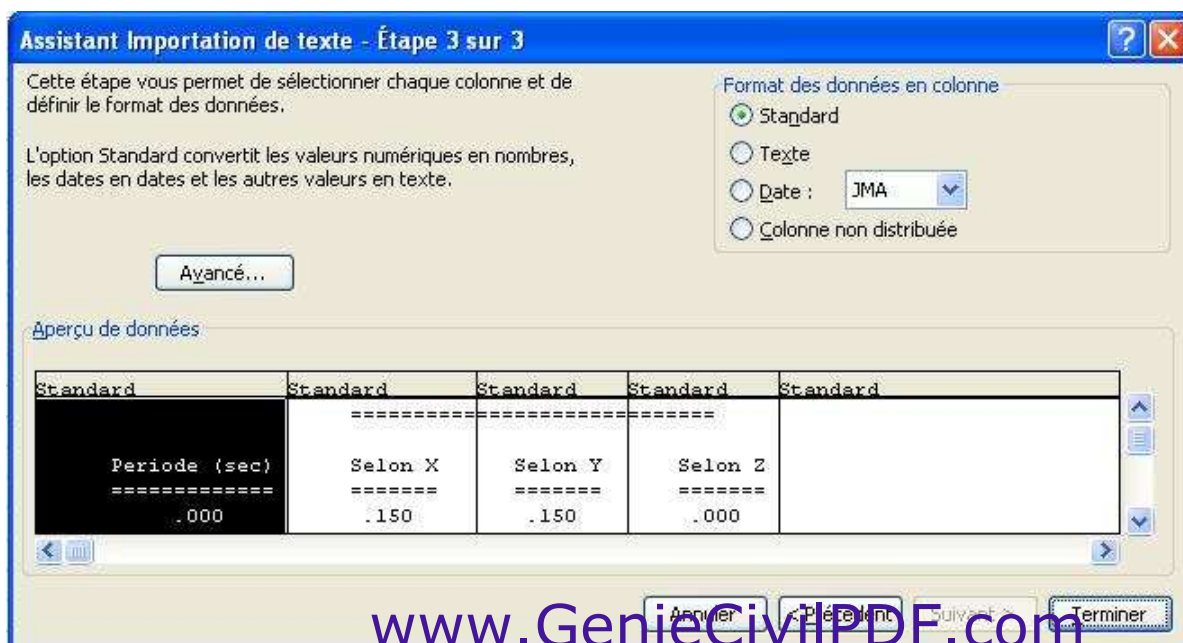 Assistant Importation de texte - Étape 3 sur 3
Cette étape vous permet de sélectionner chaque colonne et de
définir le format des données.
L'option Standard convertit les valeurs numériques en nombres,
les dates en dates et les autres valeurs en texte.
Format des données en colonne
Standard
Texte
Date : JMA
Colonne non distribuée
Avancé...
Aperçu de données
Standard Standard Standard Standard Standard
=============================
Periode (sec) Selon X Selon Y Selon Z
============= ======= ======= =======
.000 .150 .150 .000
Annuler < Précédent Suivant > Terminer
www.GenieCivilPDF.com